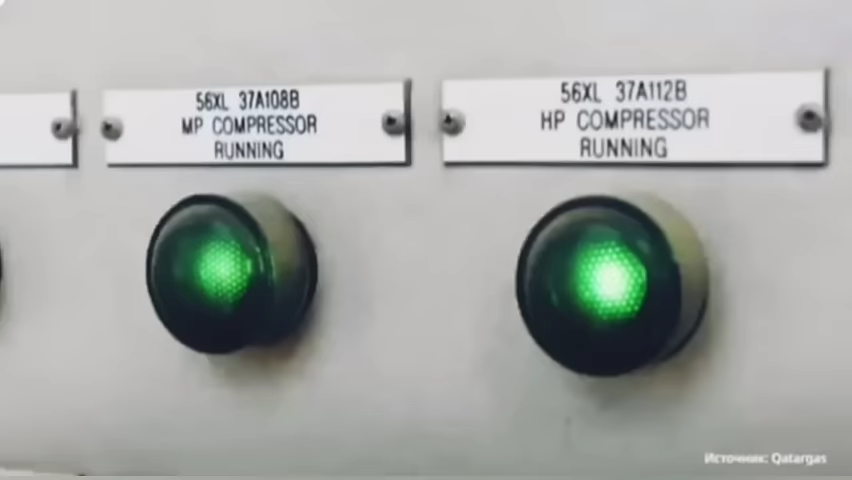 56XL 37A108B
MP COMPRESSOR
RUNNING
56XL 37A112B
HP COMPRESSOR
RUNNING
Источник: Qatargas